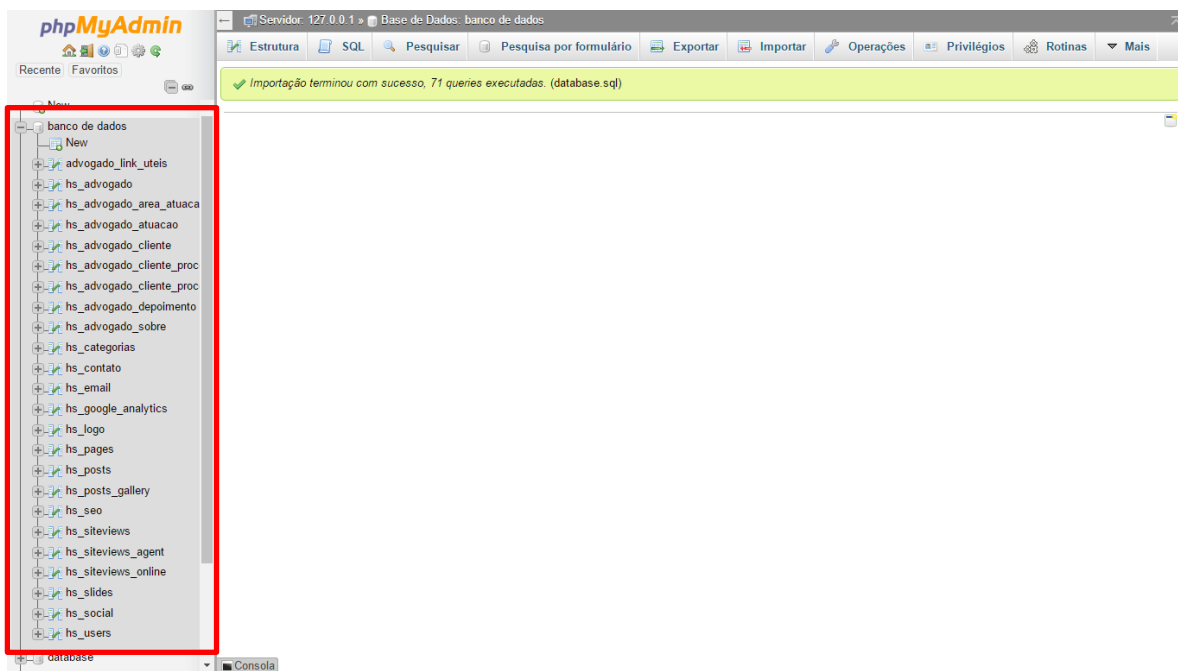 phpMyAdmin
Recente Favoritos
New
banco de dados
New
advogado_link_uteis
hs_advogado
hs_advogado_area_atuaca
hs_advogado_atuacao
hs_advogado_cliente
hs_advogado_cliente_proc
hs_advogado_cliente_proc
hs_advogado_depoimento
hs_advogado_sobre
hs_categorias
hs_contato
hs_email
hs_google_analytics
hs_logo
hs_pages
hs_posts
hs_posts_gallery
hs_seo
hs_siteviews
hs_siteviews_agent
hs_siteviews_online
hs_slides
hs_social
hs_users
database
Servidor: 127.0.0.1 » Base de Dados: banco de dados
Estrutura SQL Pesquisar Pesquisa por formulário Exportar Importar Operações Privilégios Rotinas Mais
Importação terminou com sucesso, 71 queries executadas. (database.sql)
Consola